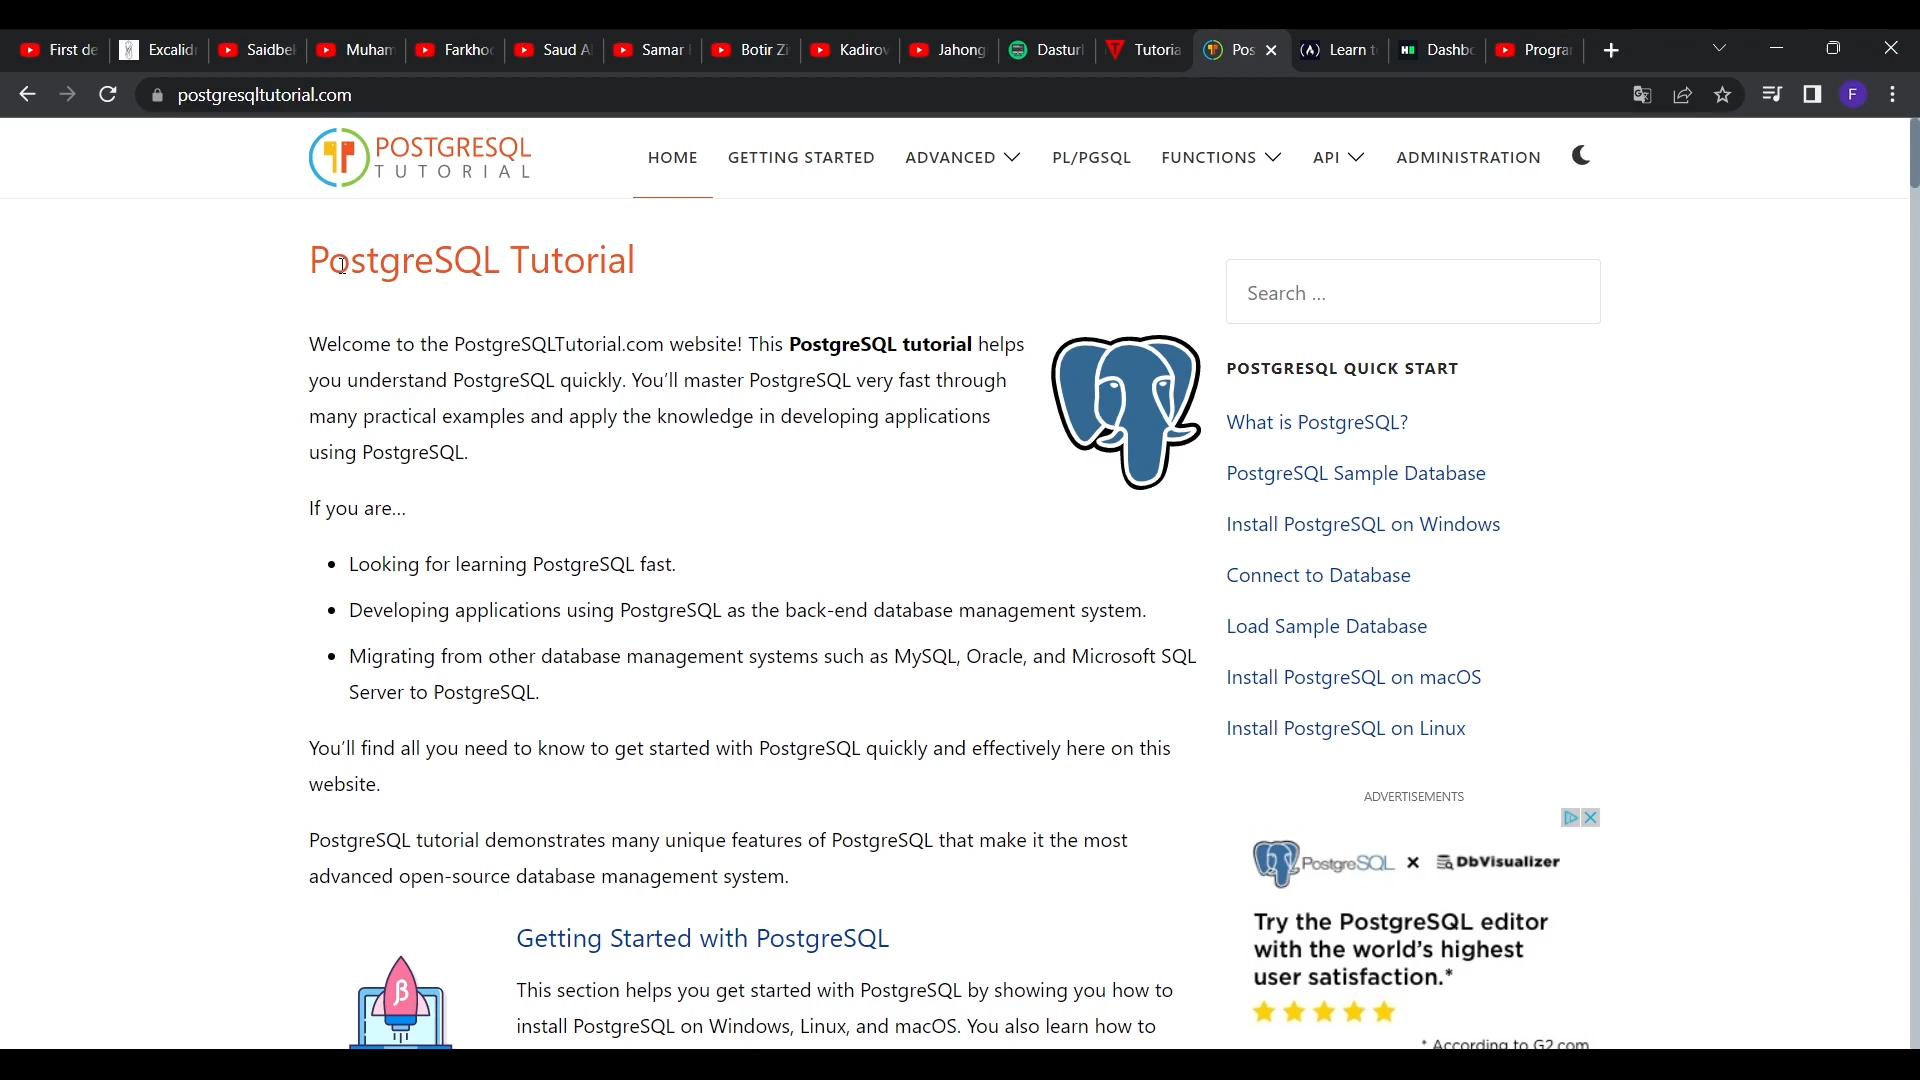 First de
Excalid
Saidbek
Muham
Farkho
Saud A
Samar
Botir Zi
Kadirov
Jahong
Dasturl
Tutoria
Pos
Learn t
Dashbo
Progra
postgresqltutorial.com
F
POSTGRESQL
TUTORIAL
HOME GETTING STARTED ADVANCED PL/PGSQL FUNCTIONS API ADMINISTRATION
PostgreSQL Tutorial
Welcome to the PostgreSQLTutorial.com website! This PostgreSQL tutorial helps
you understand PostgreSQL quickly. You'll master PostgreSQL very fast through
many practical examples and apply the knowledge in developing applications
using PostgreSQL.
If you are…
• Looking for learning PostgreSQL fast.
• Developing applications using PostgreSQL as the back-end database management system.
• Migrating from other database management systems such as MySQL, Oracle, and Microsoft SQL
Server to PostgreSQL.
You'll find all you need to know to get started with PostgreSQL quickly and effectively here on this
website.
PostgreSQL tutorial demonstrates many unique features of PostgreSQL that make it the most
advanced open-source database management system.
β
Getting Started with PostgreSQL
This section helps you get started with PostgreSQL by showing you how to
install PostgreSQL on Windows, Linux, and macOS. You also learn how to
Search …
POSTGRESQL QUICK START
What is PostgreSQL?
PostgreSQL Sample Database
Install PostgreSQL on Windows
Connect to Database
Load Sample Database
Install PostgreSQL on macOS
Install PostgreSQL on Linux
ADVERTISEMENTS
PostgreSQL x DbVisualizer
Try the PostgreSQL editor
with the world's highest
user satisfaction.*
* According to G2.com